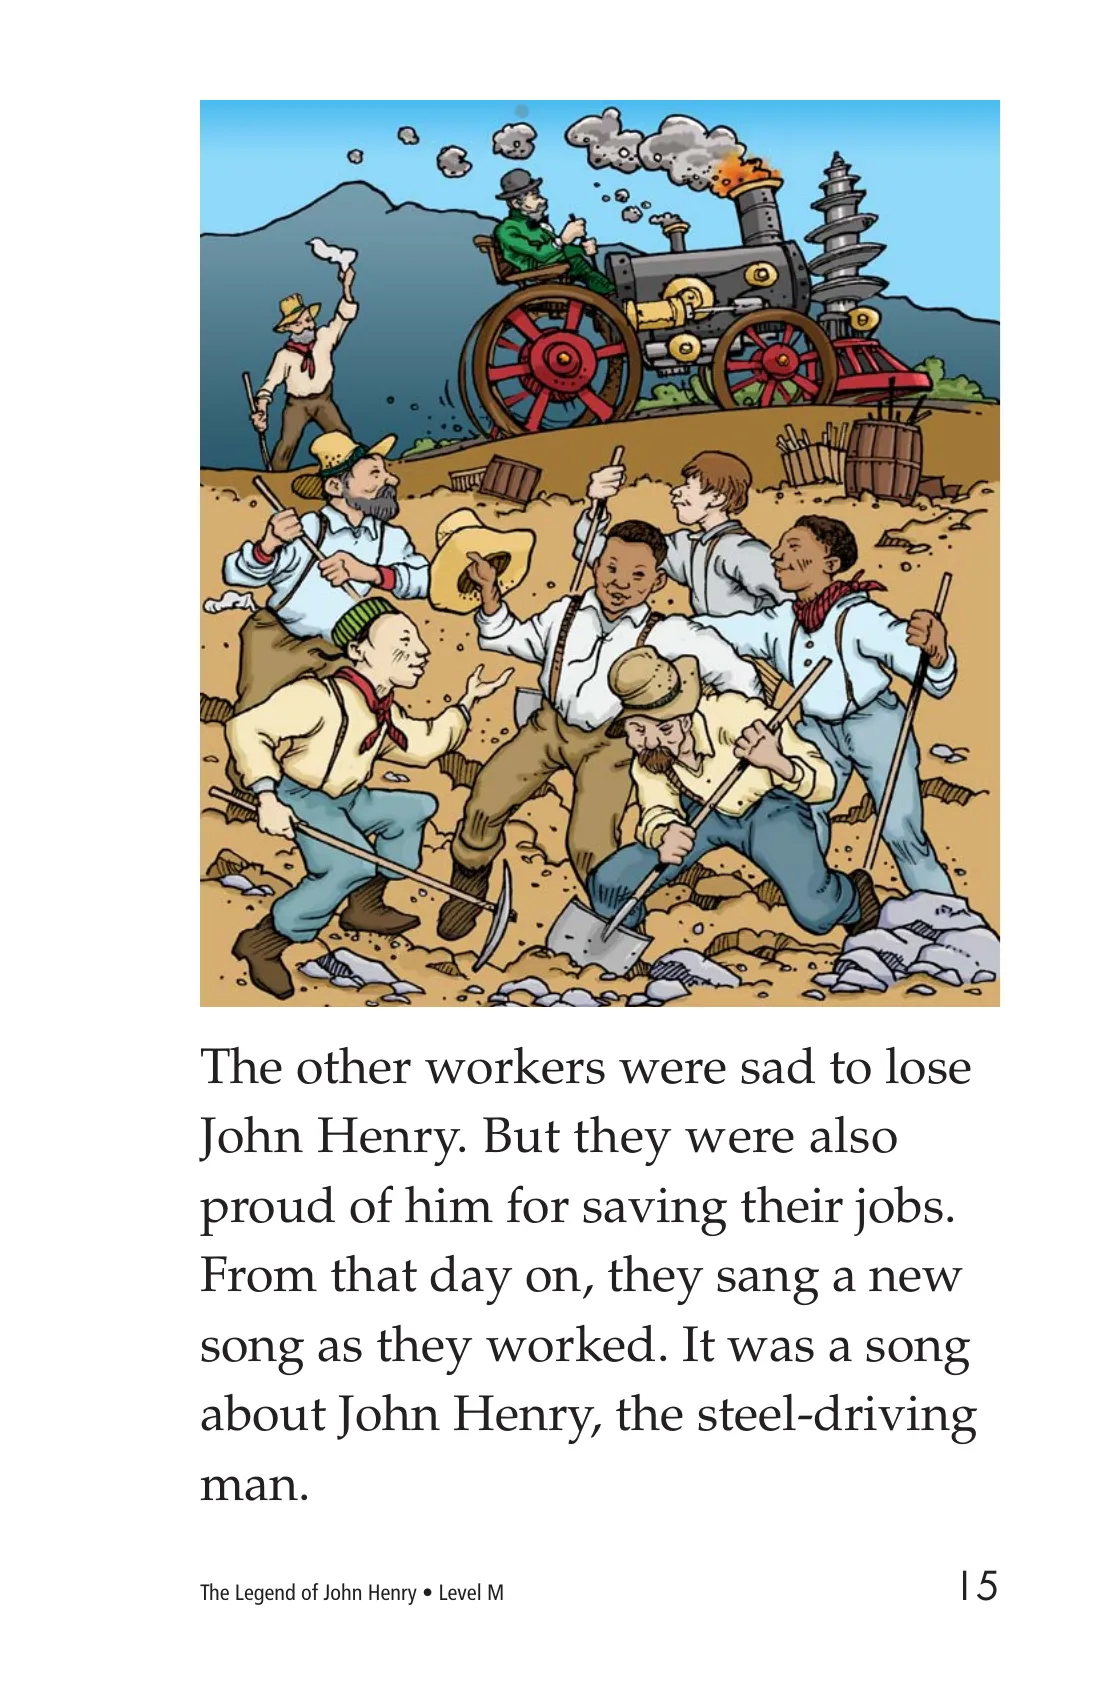 The other workers were sad to lose
John Henry. But they were also
proud of him for saving their jobs.
From that day on, they sang a new
song as they worked. It was a song
about John Henry, the steel-driving
man.
The Legend of John Henry • Level M
15